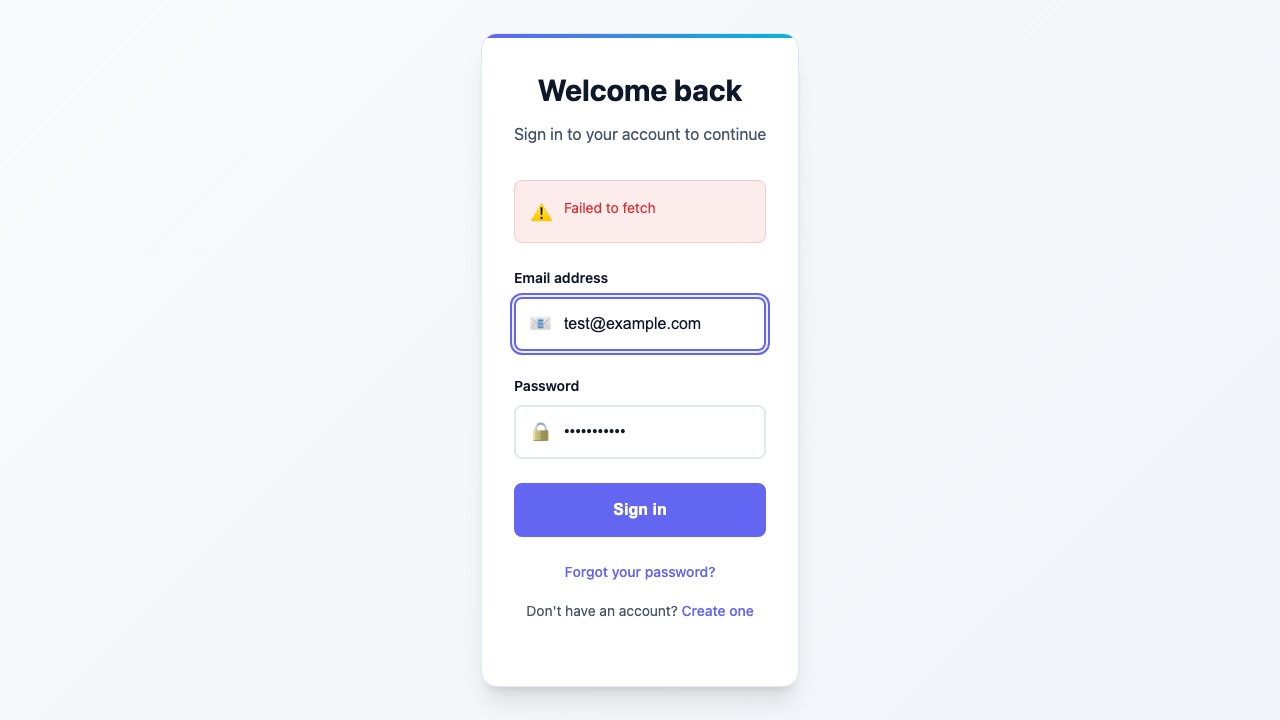 Welcome back
Sign in to your account to continue
Failed to fetch
Email address
test@example.com
Password
•••••••••••
Sign in
Forgot your password?
Don't have an account? Create one